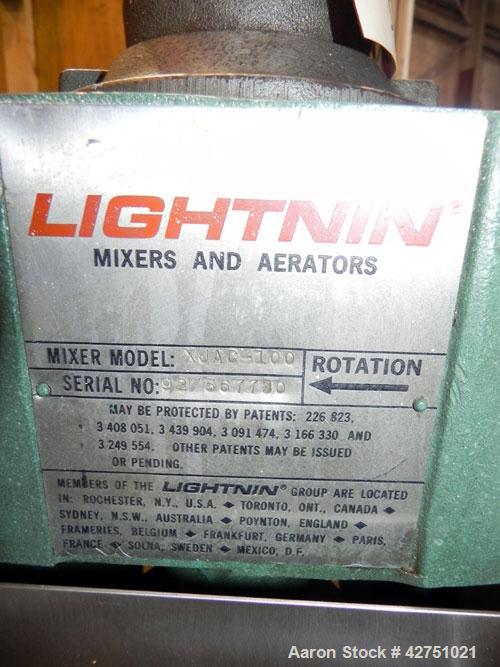 LIGHTNIN®
MIXERS AND AERATORS
MIXER MODEL: XJAC-100
ROTATION
SERIAL NO:
MAY BE PROTECTED BY PATENTS: 226 823,
3 408 051, 3 439 904, 3 091 474, 3 166 330 AND
3 249 554. OTHER PATENTS MAY BE ISSUED
OR PENDING.
MEMBERS OF THE LIGHTNIN® GROUP ARE LOCATED
IN: ROCHESTER, N.Y., U.S.A. ◆ TORONTO, ONT., CANADA ◆
SYDNEY, N.S.W., AUSTRALIA ◆ POYNTON, ENGLAND ◆
FRAMERIES, BELGIUM ◆ FRANKFURT, GERMANY ◆ PARIS,
FRANCE ◆ SOLNA, SWEDEN ◆ MEXICO, D.F.
Aaron Stock # 42751021